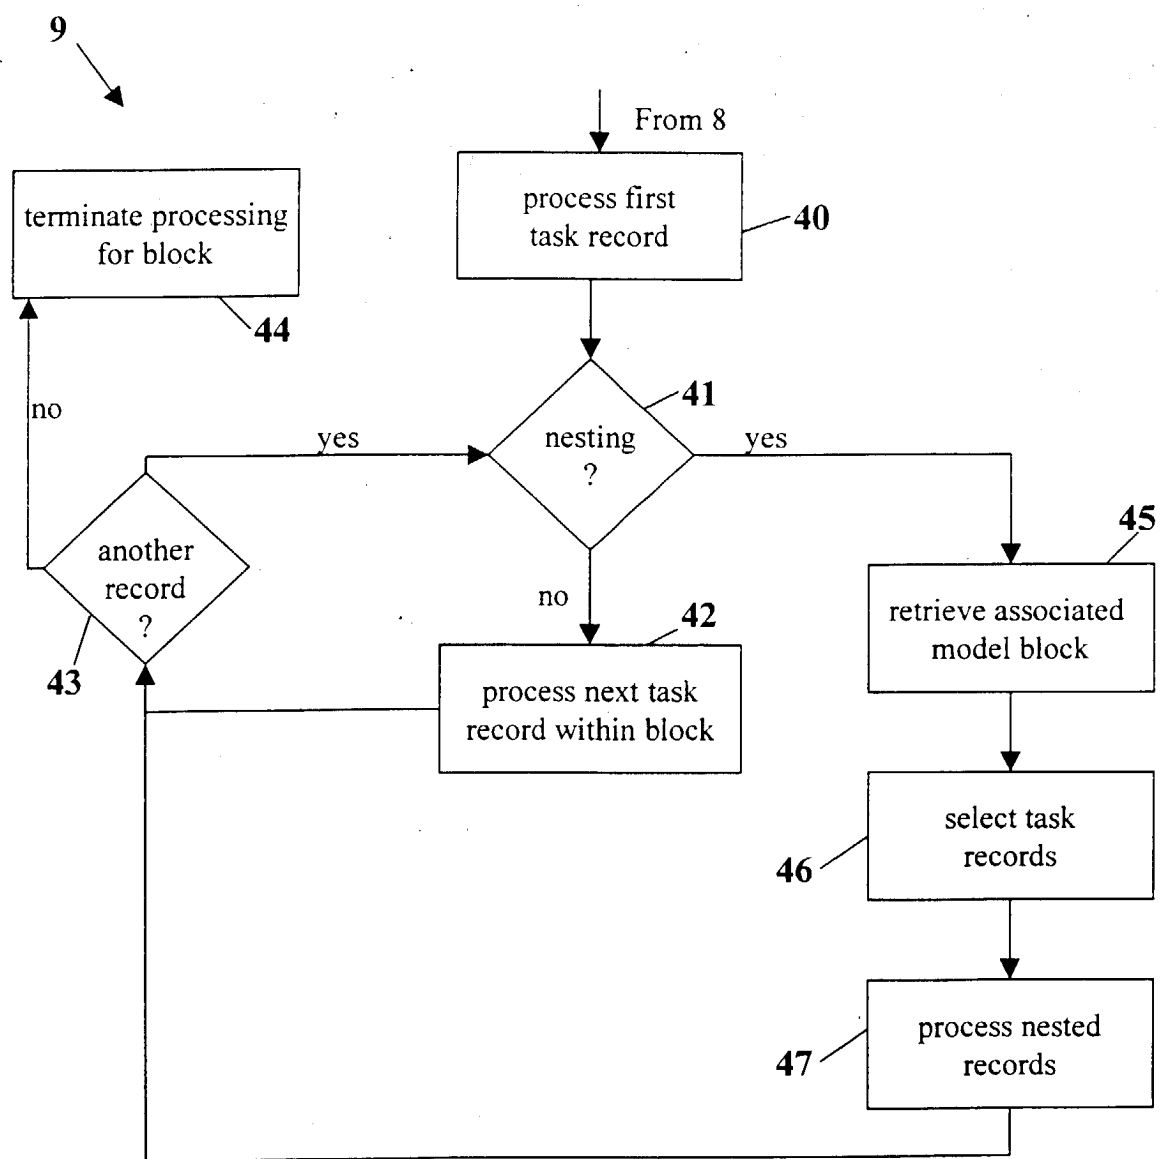 9
From 8
process first
task record
40
terminate processing
for block
44
41
nesting
?
yes
yes
no
no
another
record
?
43
42
process next task
record within block
45
retrieve associated
model block
select task
records
46
process nested
records
47